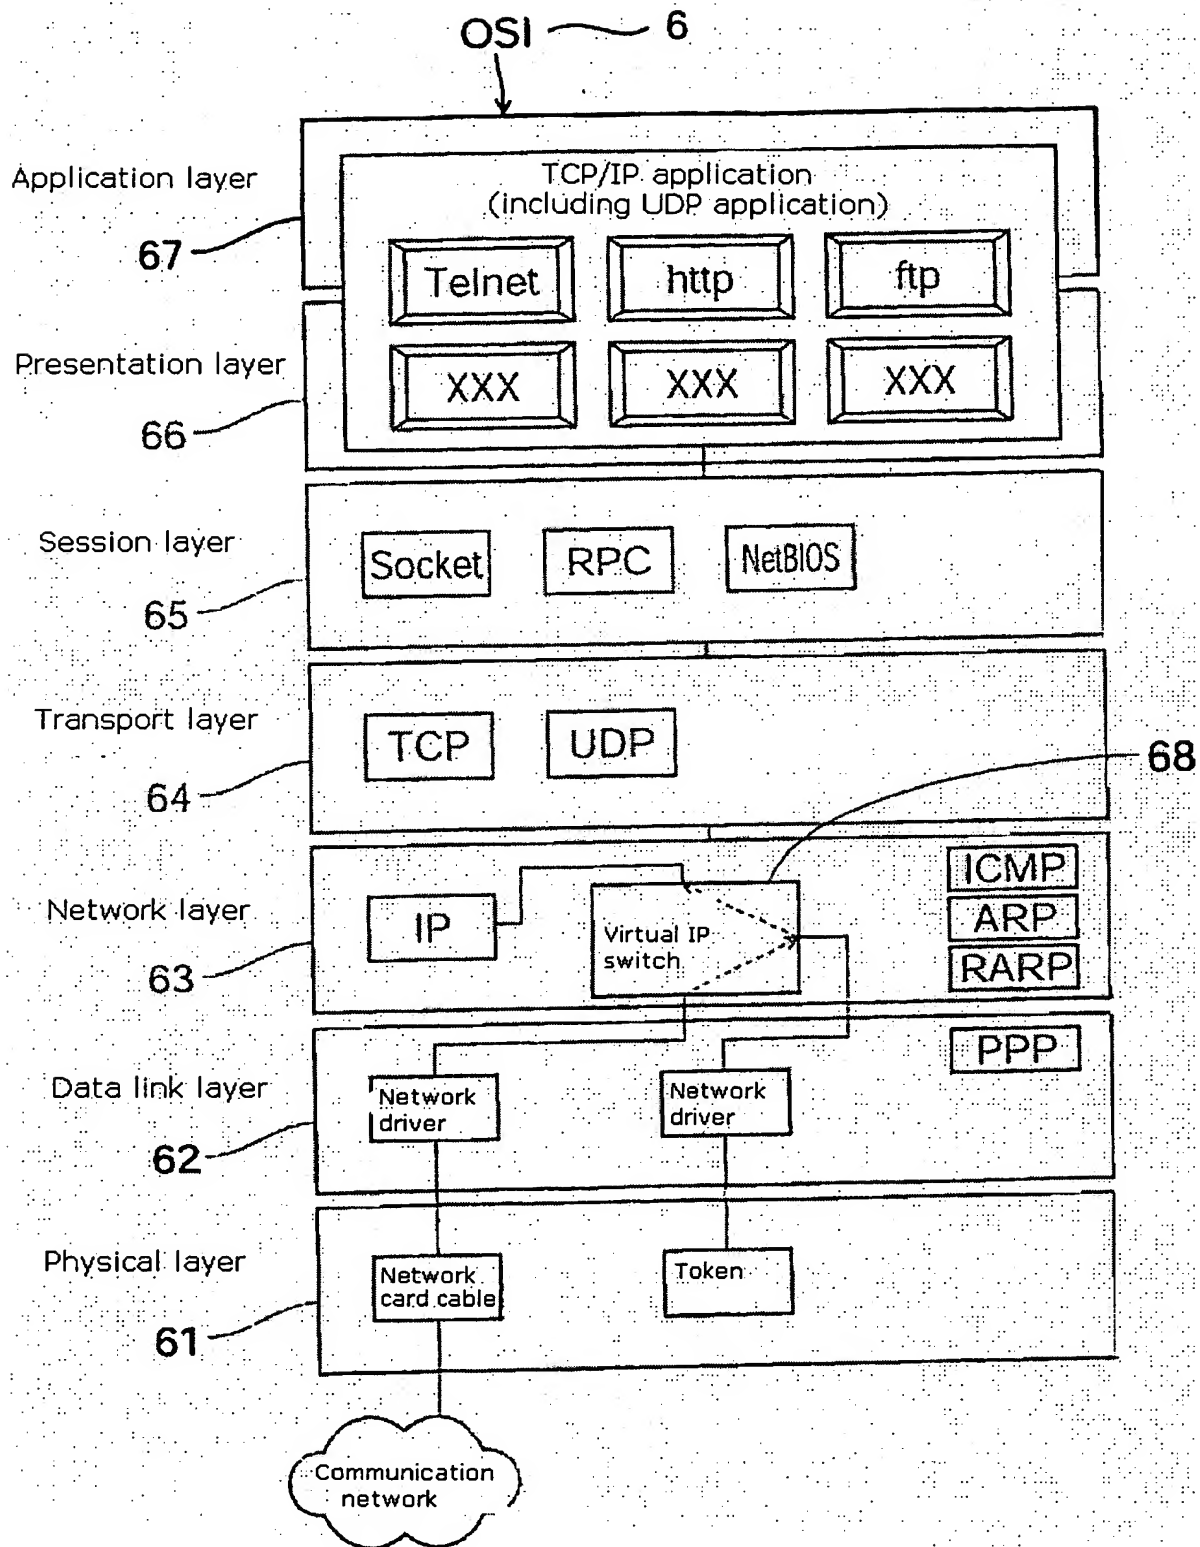 OSI 6
Application layer
67
TCP/IP application
(including UDP application)
Telnet http ftp
Presentation layer
66
XXX XXX XXX
Session layer
65
Socket RPC NetBIOS
Transport layer
64
TCP UDP
68
Network layer
63
IP
Virtual IP
switch
ICMP
ARP
RARP
Data link layer
62
Network
driver
Network
driver
PPP
Physical layer
61
Network
card cable
Token
Communication
network